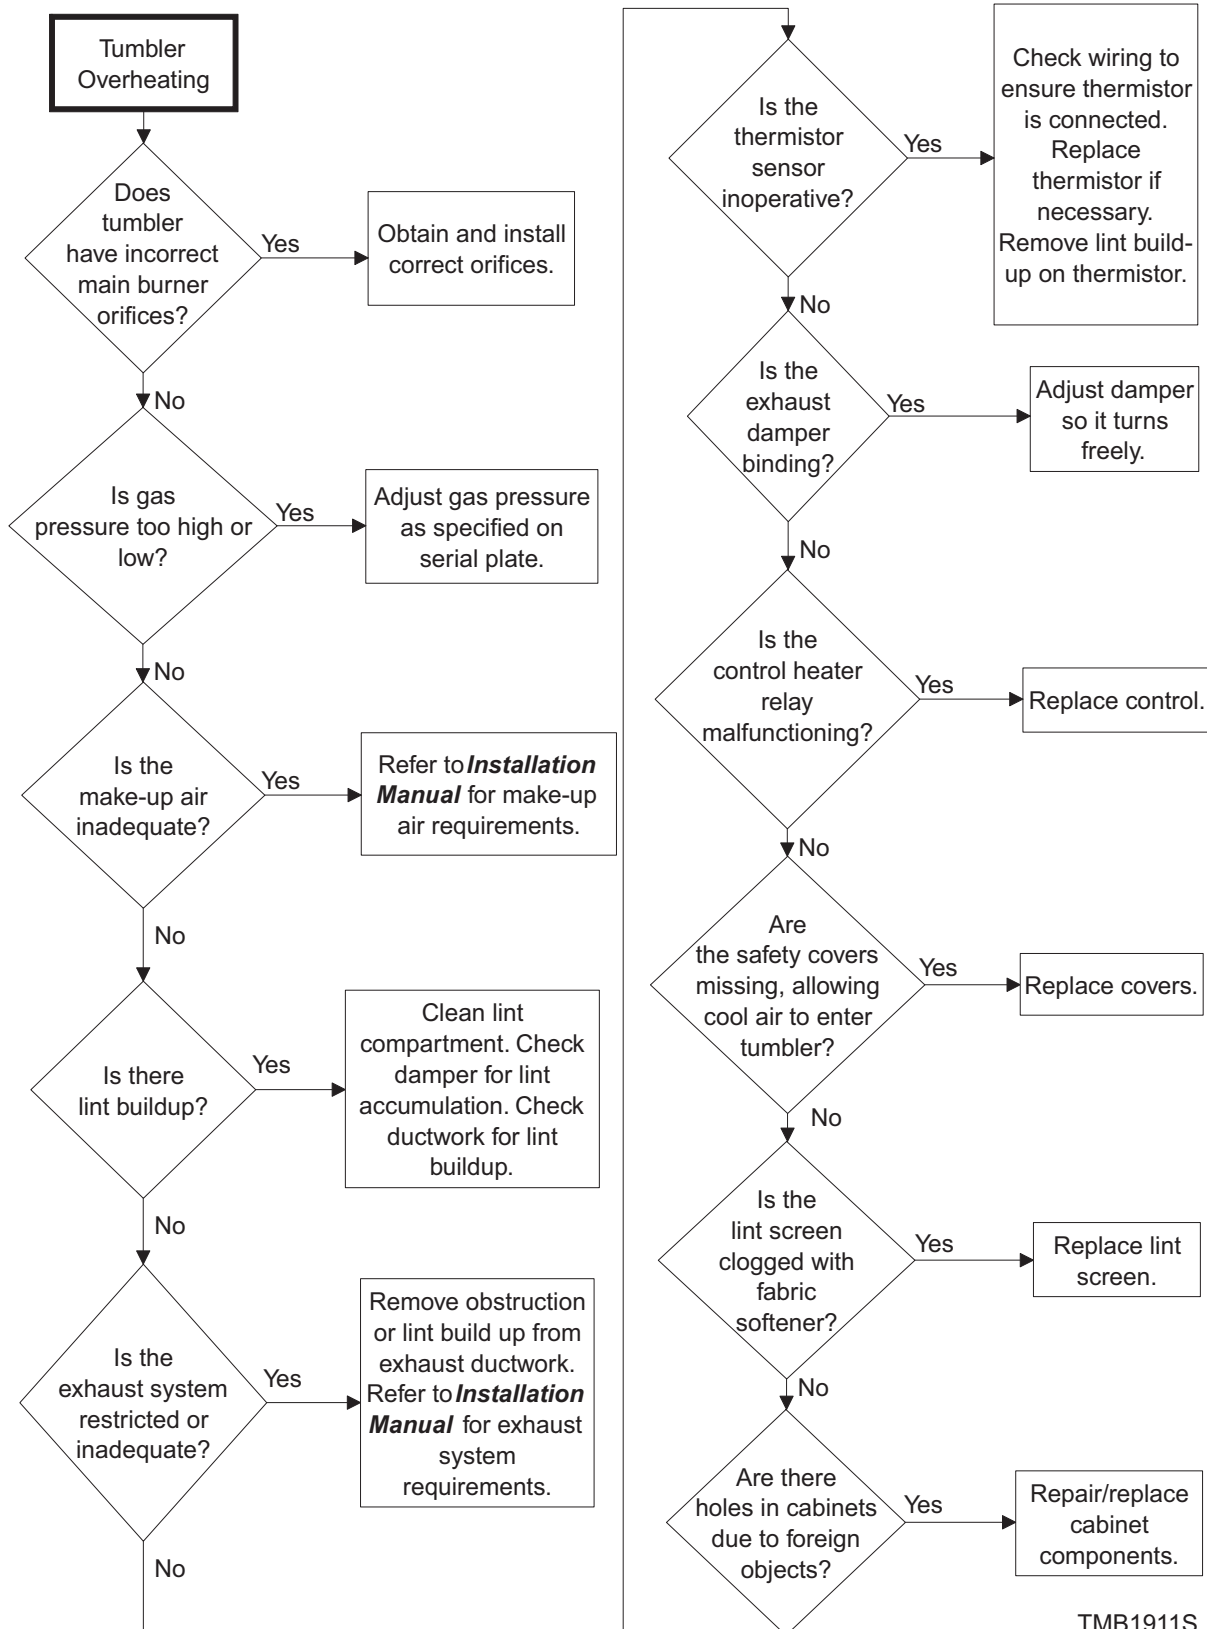 Tumbler
Overheating
Does
tumbler
have incorrect
main burner
orifices?
Yes
Obtain and install
correct orifices.
No
Is gas
pressure too high or
low?
Yes
Adjust gas pressure
as specified on
serial plate.
No
Is the
make-up air
inadequate?
Yes
Refer to Installation
Manual for make-up
air requirements.
No
Is there
lint buildup?
Yes
Clean lint
compartment. Check
damper for lint
accumulation. Check
ductwork for lint
buildup.
No
Is the
exhaust system
restricted or
inadequate?
Yes
Remove obstruction
or lint build up from
exhaust ductwork.
Refer to Installation
Manual for exhaust
system
requirements.
No
Is the
thermistor
sensor
inoperative?
Yes
Check wiring to
ensure thermistor
is connected.
Replace
thermistor if
necessary.
Remove lint build-
up on thermistor.
No
Is the
exhaust
damper
binding?
Yes
Adjust damper
so it turns
freely.
No
Is the
control heater
relay
malfunctioning?
Yes
Replace control.
No
Are
the safety covers
missing, allowing
cool air to enter
tumbler?
Yes
Replace covers.
No
Is the
lint screen
clogged with
fabric
softener?
Yes
Replace lint
screen.
No
Are there
holes in cabinets
due to foreign
objects?
Yes
Repair/replace
cabinet
components.
TMB1911S